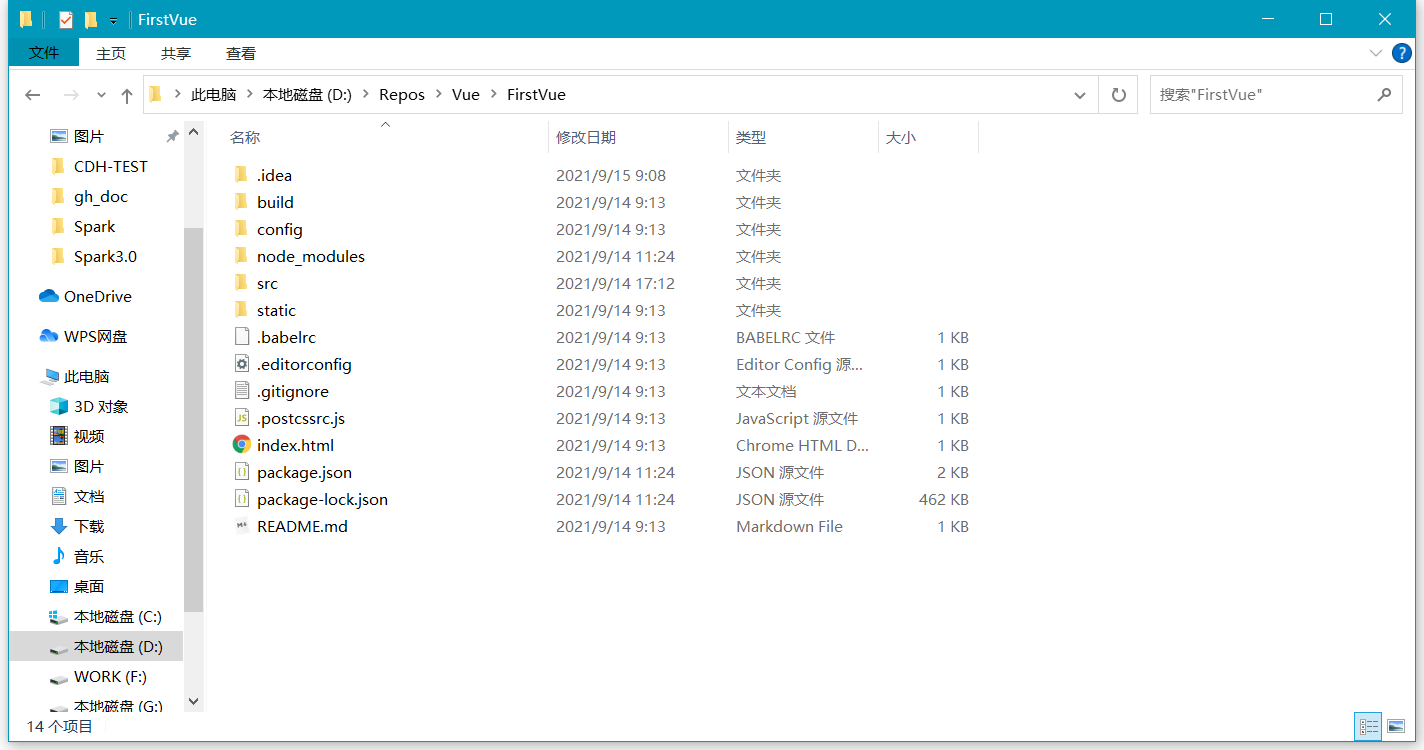 FirstVue
文件 主页 共享 查看
此电脑 本地磁盘 (D:) Repos Vue FirstVue 搜索"FirstVue"
图片
CDH-TEST
gh_doc
Spark
Spark3.0
OneDrive
WPS网盘
此电脑
3D 对象
视频
图片
文档
下载
音乐
桌面
本地磁盘 (C:)
本地磁盘 (D:)
WORK (F:)
本地磁盘 (G:)
名称 修改日期 类型 大小
.idea 2021/9/15 9:08 文件夹
build 2021/9/14 9:13 文件夹
config 2021/9/14 9:13 文件夹
node_modules 2021/9/14 11:24 文件夹
src 2021/9/14 17:12 文件夹
static 2021/9/14 9:13 文件夹
.babelrc 2021/9/14 9:13 BABELRC 文件 1 KB
.editorconfig 2021/9/14 9:13 Editor Config 源... 1 KB
.gitignore 2021/9/14 9:13 文本文档 1 KB
.postcssrc.js 2021/9/14 9:13 JavaScript 源文件 1 KB
index.html 2021/9/14 9:13 Chrome HTML D... 1 KB
package.json 2021/9/14 11:24 JSON 源文件 2 KB
package-lock.json 2021/9/14 11:24 JSON 源文件 462 KB
README.md 2021/9/14 9:13 Markdown File 1 KB
14 个项目